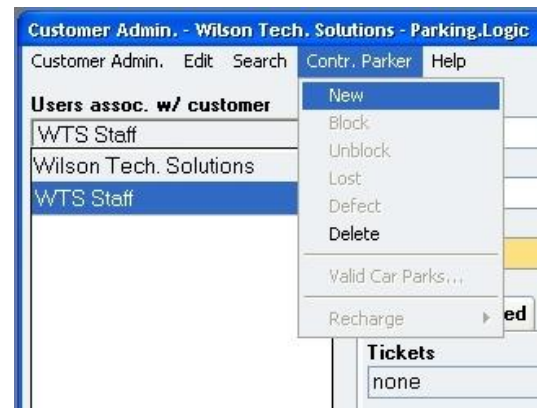 Customer Admin. - Wilson Tech. Solutions - Parking.Logic
Customer Admin. Edit Search Contr. Parker Help
Users assoc. w/ customer
WTS Staff
Wilson Tech. Solutions
WTS Staff
New
Block
Unblock
Lost
Defect
Delete
Valid Car Parks...
Recharge
ed
Tickets
none